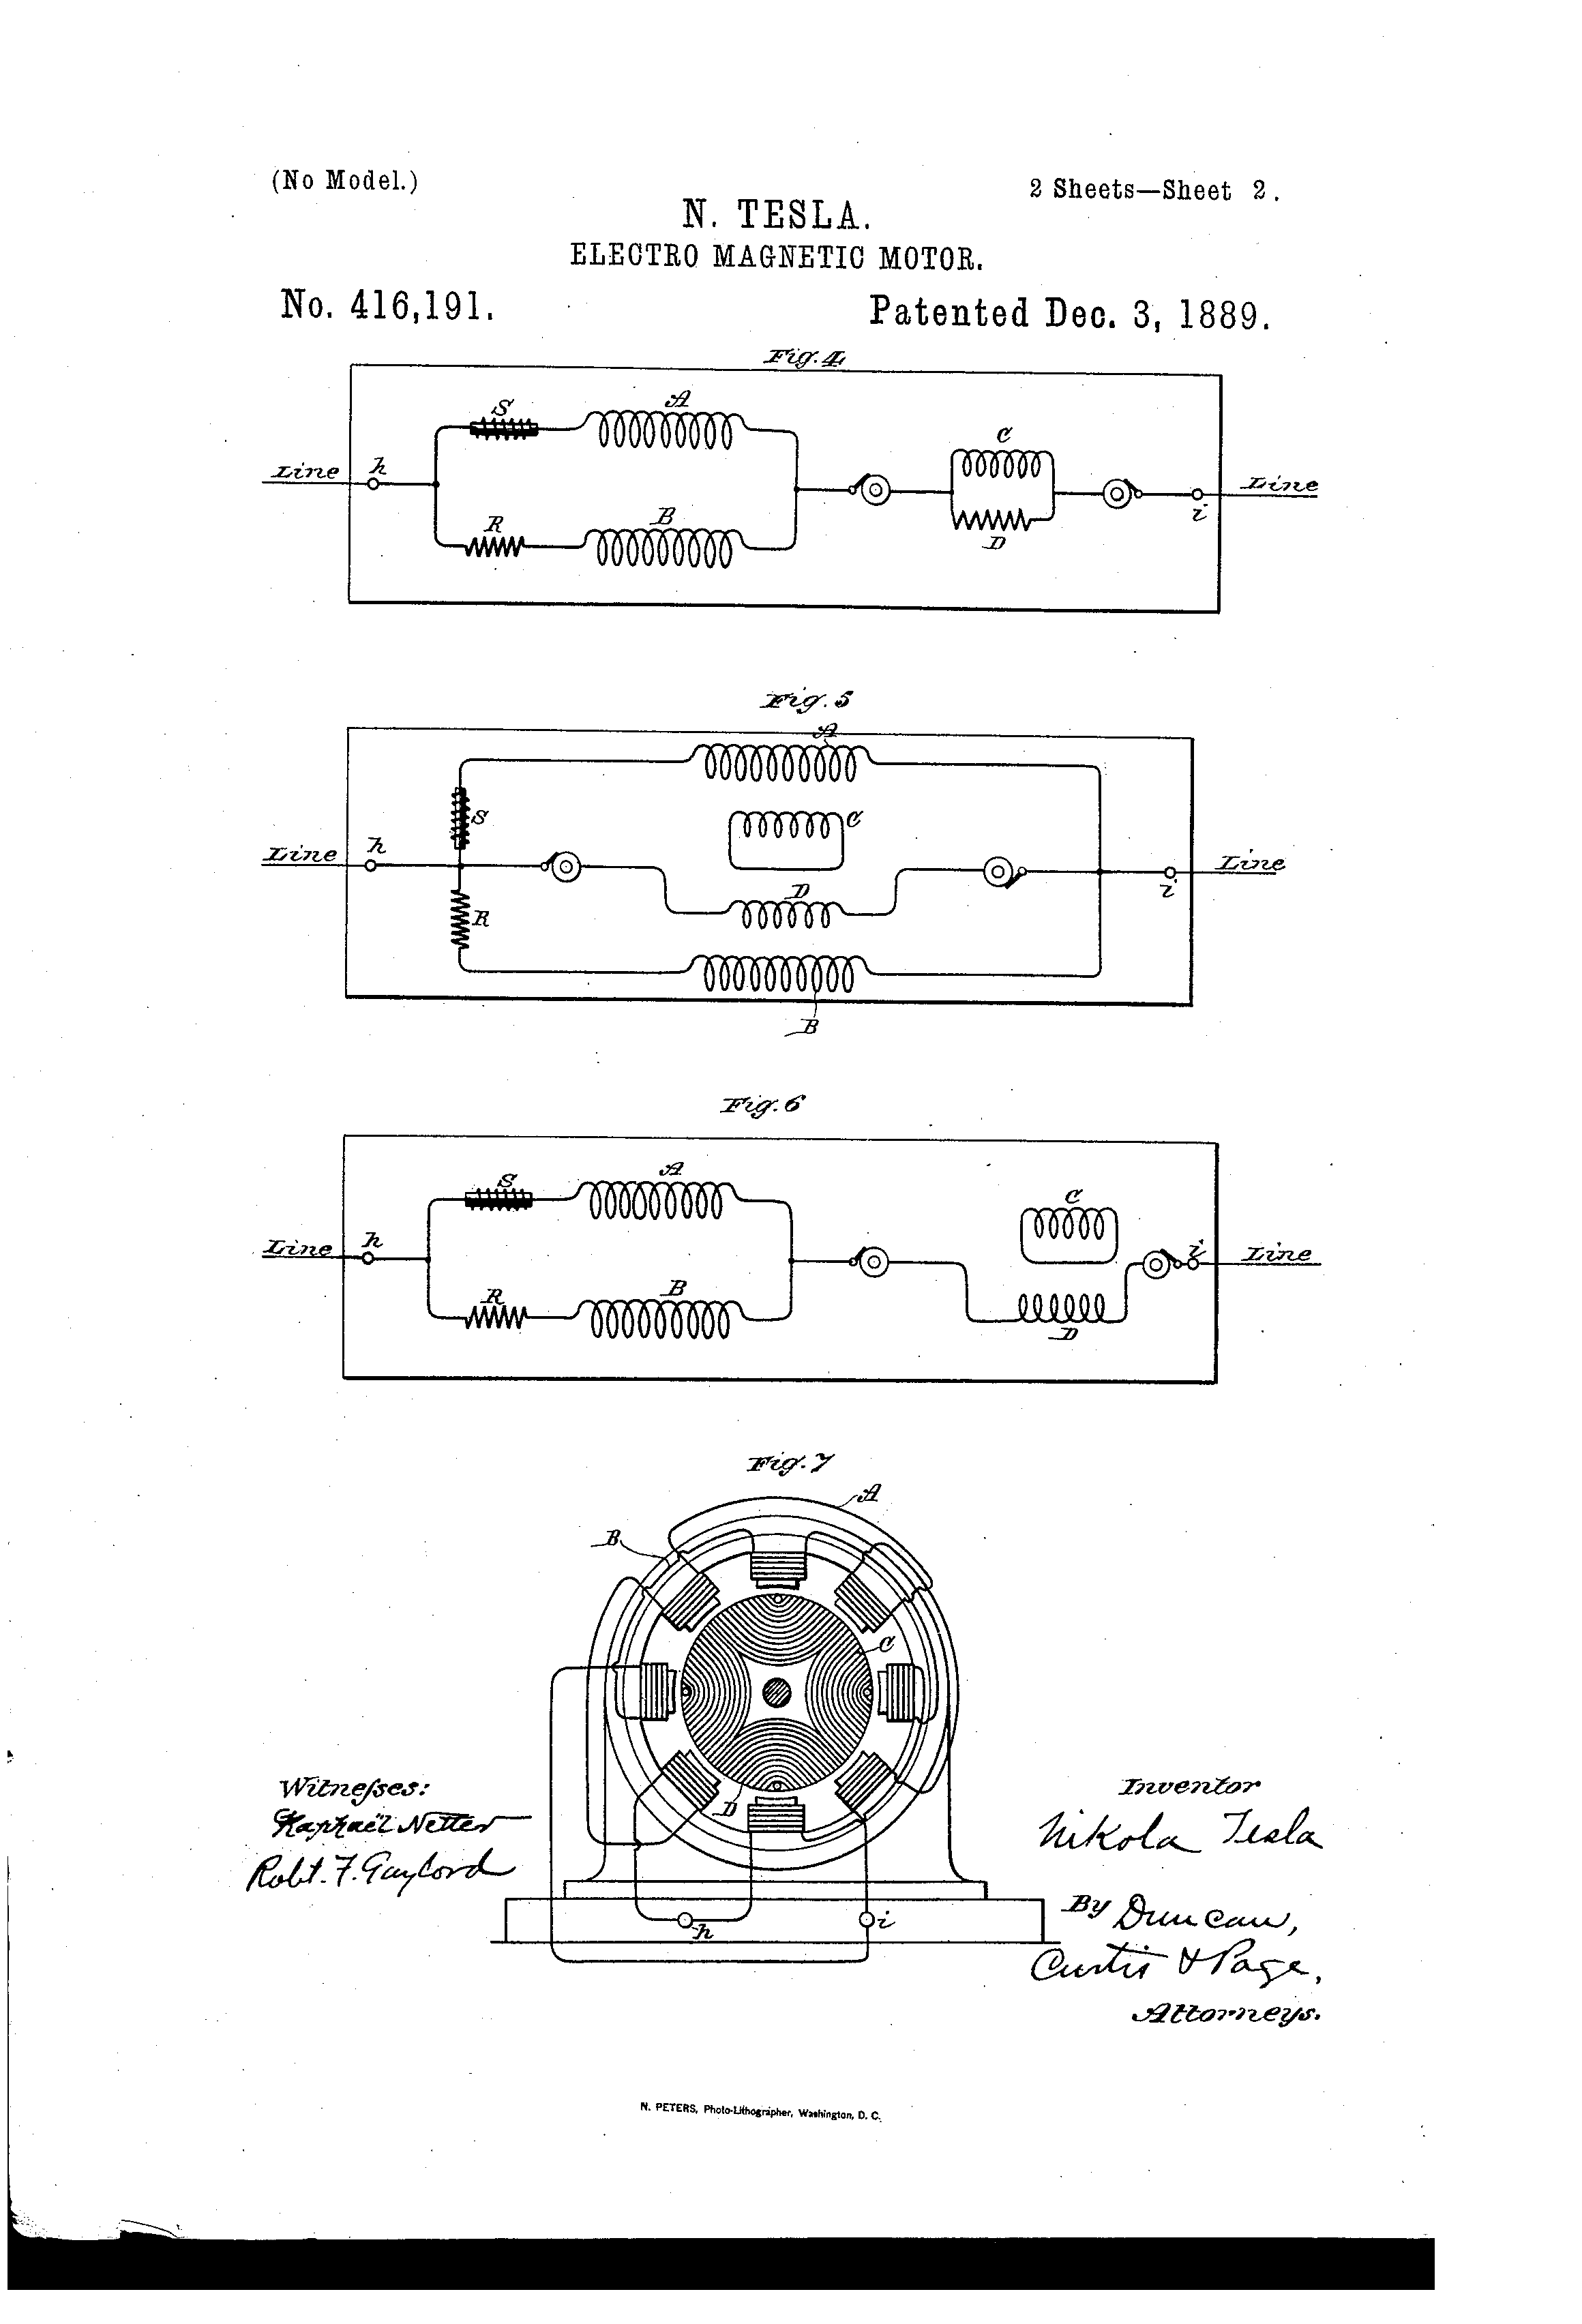 (No Model.)
2 Sheets—Sheet 2.
N. TESLA.
ELECTRO MAGNETIC MOTOR.
No. 416,191.
Patented Dec. 3, 1889.
Fig. 4
S
A
C
Line
h
Line
i
R
B
D
Fig. 5
A
S
C
Line
h
Line
i
D
R
B
Fig. 6
S
A
C
Line
h
i
Line
R
B
D
Fig. 7
A
B
C
D
h
i
Witnesses:
Raphaël Netter
Robt. F. Gaylord
Inventor
Nikola Tesla
By Duncan,
Curtis & Page,
Attorneys.
N. PETERS, Photo-Lithographer, Washington, D. C.